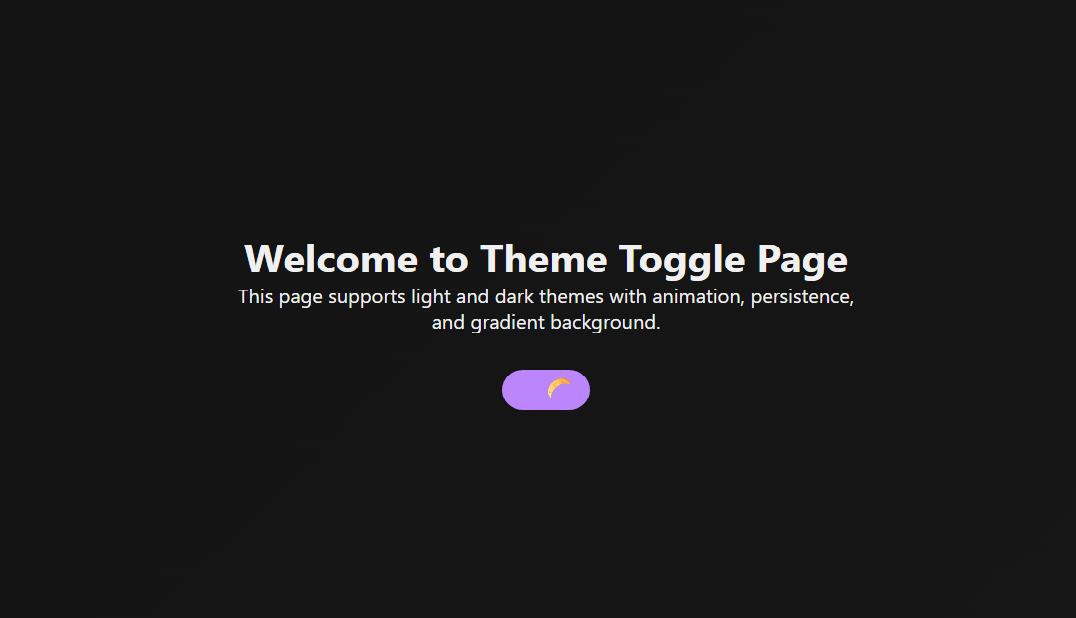 Welcome to Theme Toggle Page
This page supports light and dark themes with animation, persistence,
and gradient background.